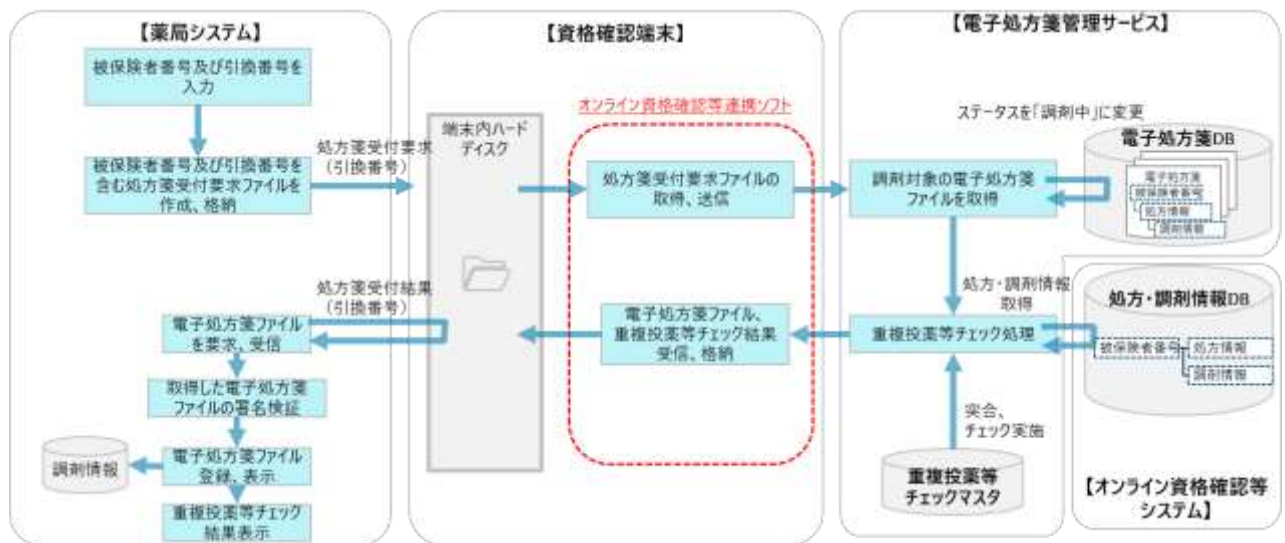 【薬局システム】
被保険者番号及び引換番号を
入力
被保険者番号及び引換番号を
含む処方箋受付要求ファイルを
作成、格納
処方箋受付要求
（引換番号）
処方箋受付結果
（引換番号）
電子処方箋ファイル
を要求、受信
取得した電子処方箋
ファイルの署名検証
電子処方箋ファイル
登録、表示
調剤情報
重複投薬等チェック
結果表示
【資格確認端末】
端末内ハード
ディスク
オンライン資格確認等連携ソフト
処方箋受付要求ファイルの
取得、送信
電子処方箋ファイル、
重複投薬等チェック結果
受信、格納
【電子処方箋管理サービス】
ステータスを「調剤中」に変更
調剤対象の電子処方箋
ファイルを取得
電子処方箋DB
電子処方箋
被保険者番号
処方情報
調剤情報
処方・調剤情報
取得
重複投薬等チェック処理
突合、
チェック実施
重複投薬等
チェックマスタ
処方・調剤情報DB
被保険者番号
処方情報
調剤情報
【オンライン資格確認等
システム】